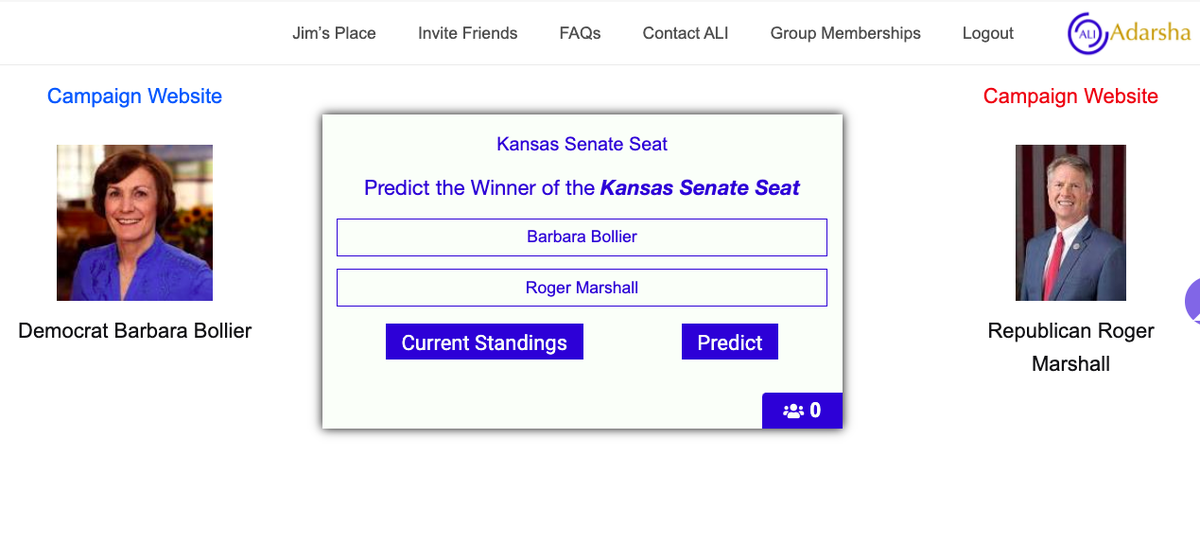 Jim's Place Invite Friends FAQs Contact ALI Group Memberships Logout ALI Adarsha
Campaign Website
Democrat Barbara Bollier
Kansas Senate Seat
Predict the Winner of the Kansas Senate Seat
Barbara Bollier
Roger Marshall
Current Standings Predict
0
Campaign Website
Republican Roger
Marshall